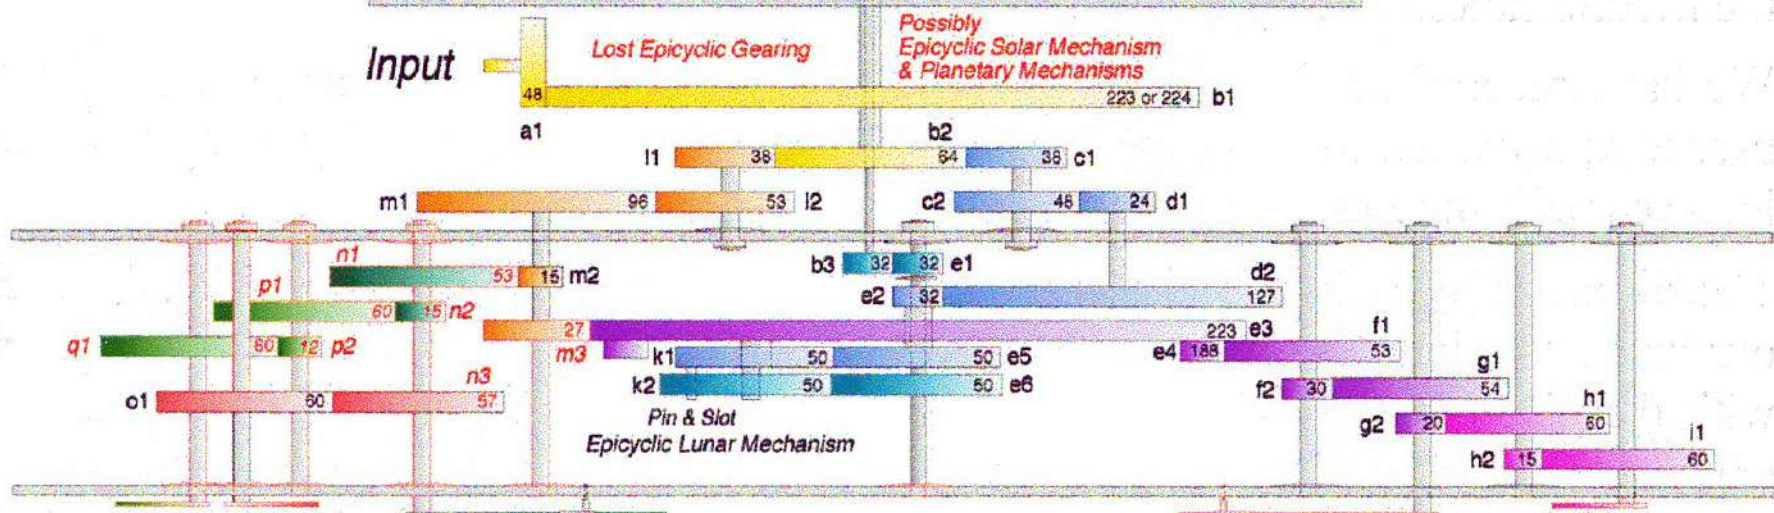 Possibly
Input Lost Epicyclic Gearing Epicyclic Solar Mechanism
& Planetary Mechanisms
48 223 or 224 b1
a1 b2
l1 38 64 38 c1
m1 96 53 l2 c2 48 24 d1
n1 53 15 m2 b3 32 32 e1 d2
p1 60 15 n2 e2 32 127
q1 60 12 p2 27 223 e3 f1
m3 k1 50 50 e5 e4 188 53
n3 k2 50 50 e6 f2 30 54 g1
o1 60 57 Pin & Slot g2 20 60 h1
Epicyclic Lunar Mechanism h2 15 60 i1